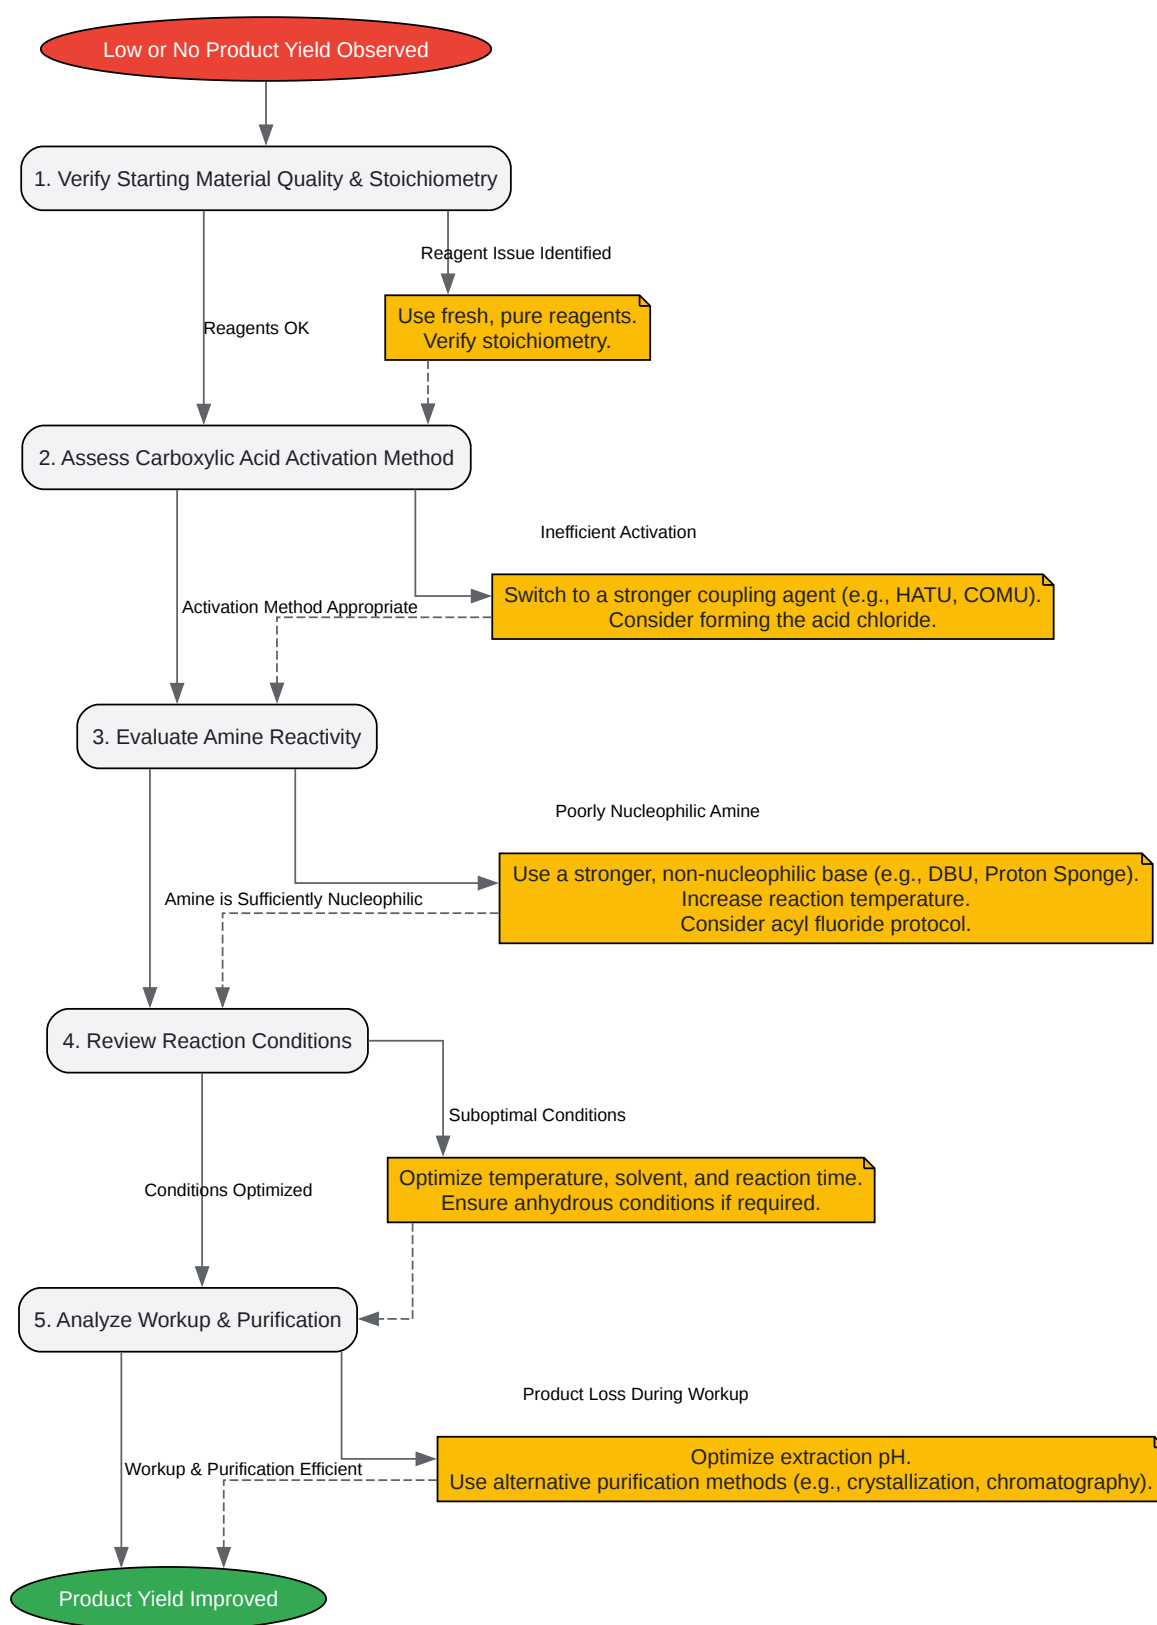 Low or No Product Yield Observed
1. Verify Starting Material Quality & Stoichiometry
Reagent Issue Identified
Use fresh, pure reagents.
Verify stoichiometry.
Reagents OK
2. Assess Carboxylic Acid Activation Method
Inefficient Activation
Switch to a stronger coupling agent (e.g., HATU, COMU).
Consider forming the acid chloride.
Activation Method Appropriate
3. Evaluate Amine Reactivity
Poorly Nucleophilic Amine
Use a stronger, non-nucleophilic base (e.g., DBU, Proton Sponge).
Increase reaction temperature.
Consider acyl fluoride protocol.
Amine is Sufficiently Nucleophilic
4. Review Reaction Conditions
Suboptimal Conditions
Optimize temperature, solvent, and reaction time.
Ensure anhydrous conditions if required.
Conditions Optimized
5. Analyze Workup & Purification
Product Loss During Workup
Optimize extraction pH.
Use alternative purification methods (e.g., crystallization, chromatography).
Workup & Purification Efficient
Product Yield Improved